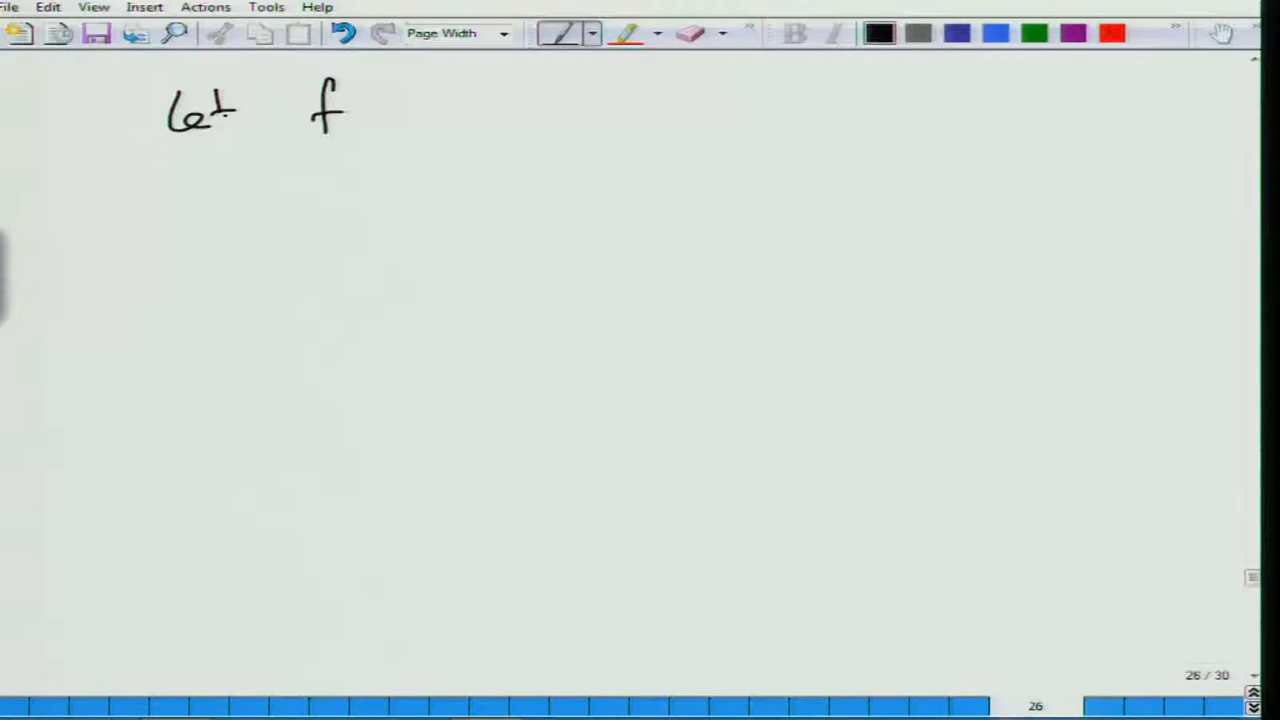 File Edit View Insert Actions Tools Help
Page Width
let f
26 / 30
26